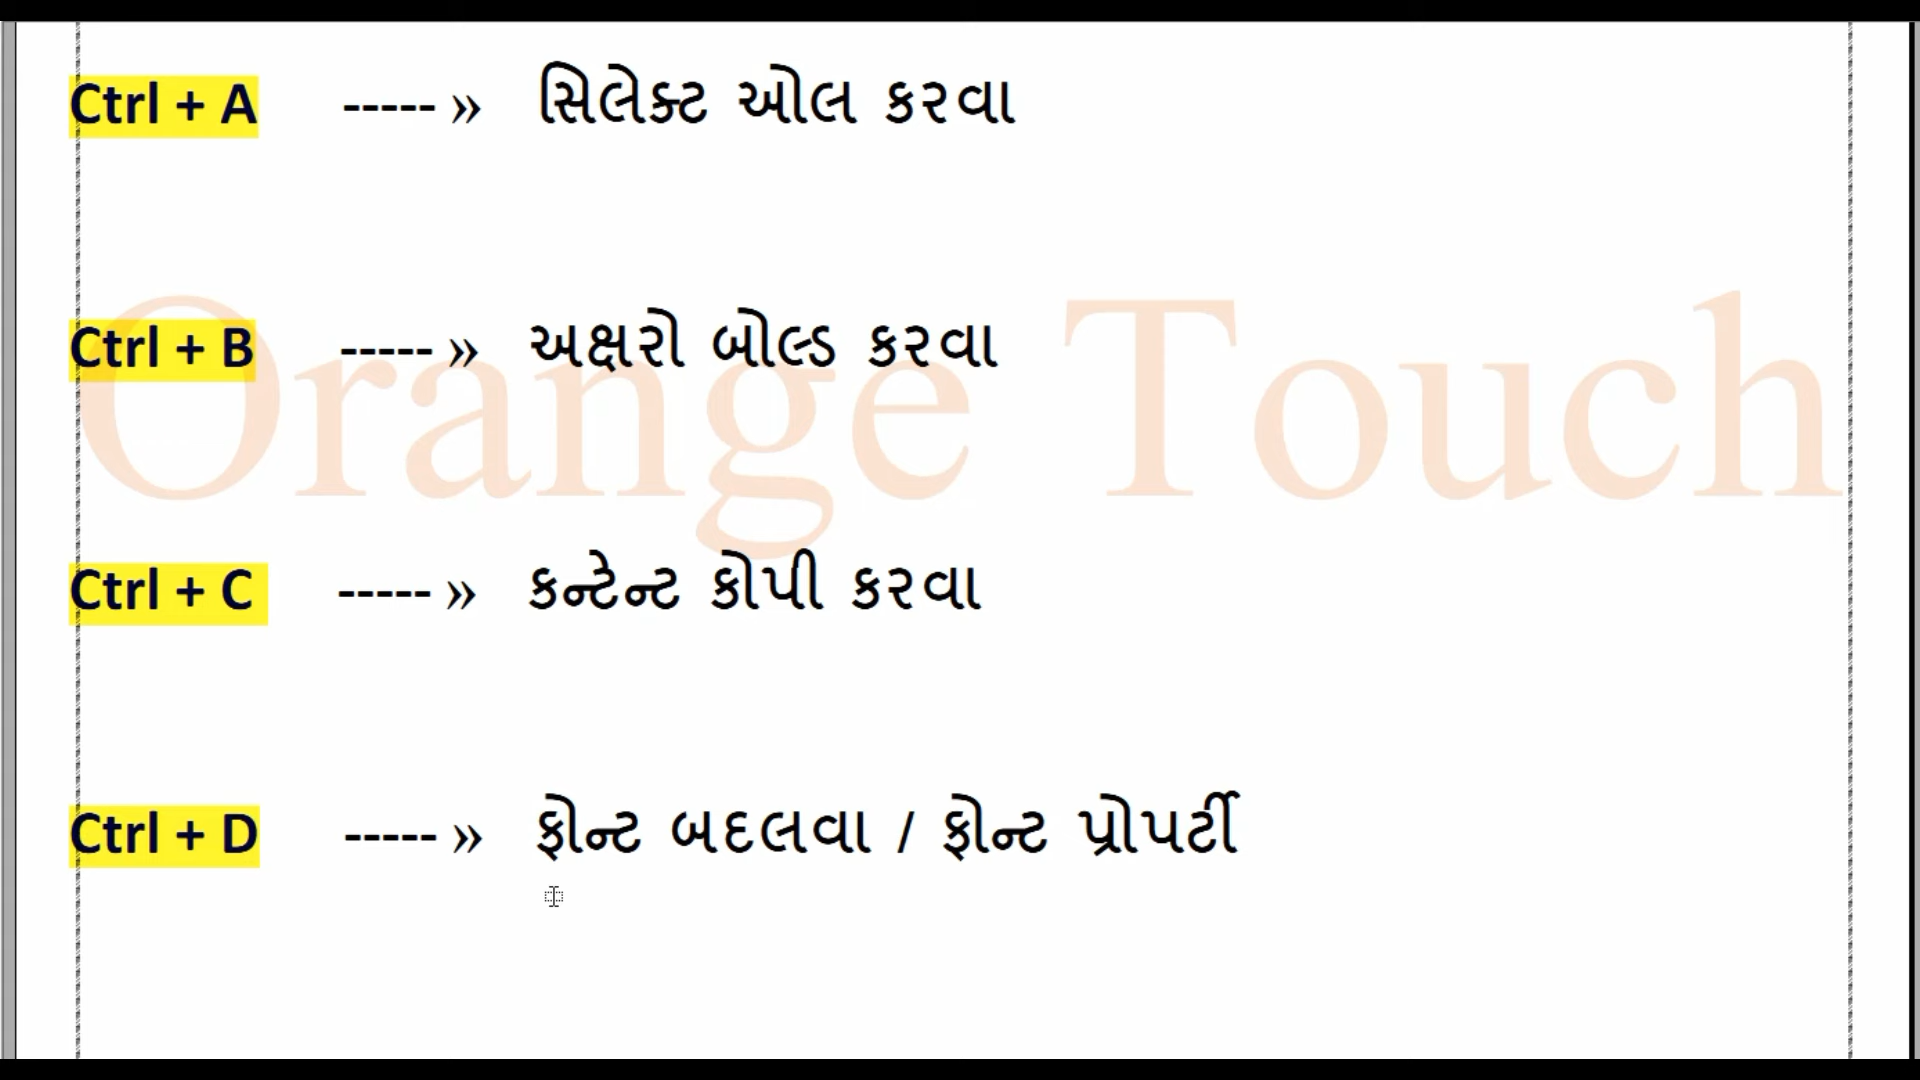 Ctrl + A ----- » સિલેક્ટ ઓલ કરવા
Ctrl + B ----- » અક્ષરો બોલ્ડ કરવા
Orange Touch
Ctrl + C ----- » કન્ટેન્ટ કોપી કરવા
Ctrl + D ----- » ફોન્ટ બદલવા / ફોન્ટ પ્રોપર્ટી